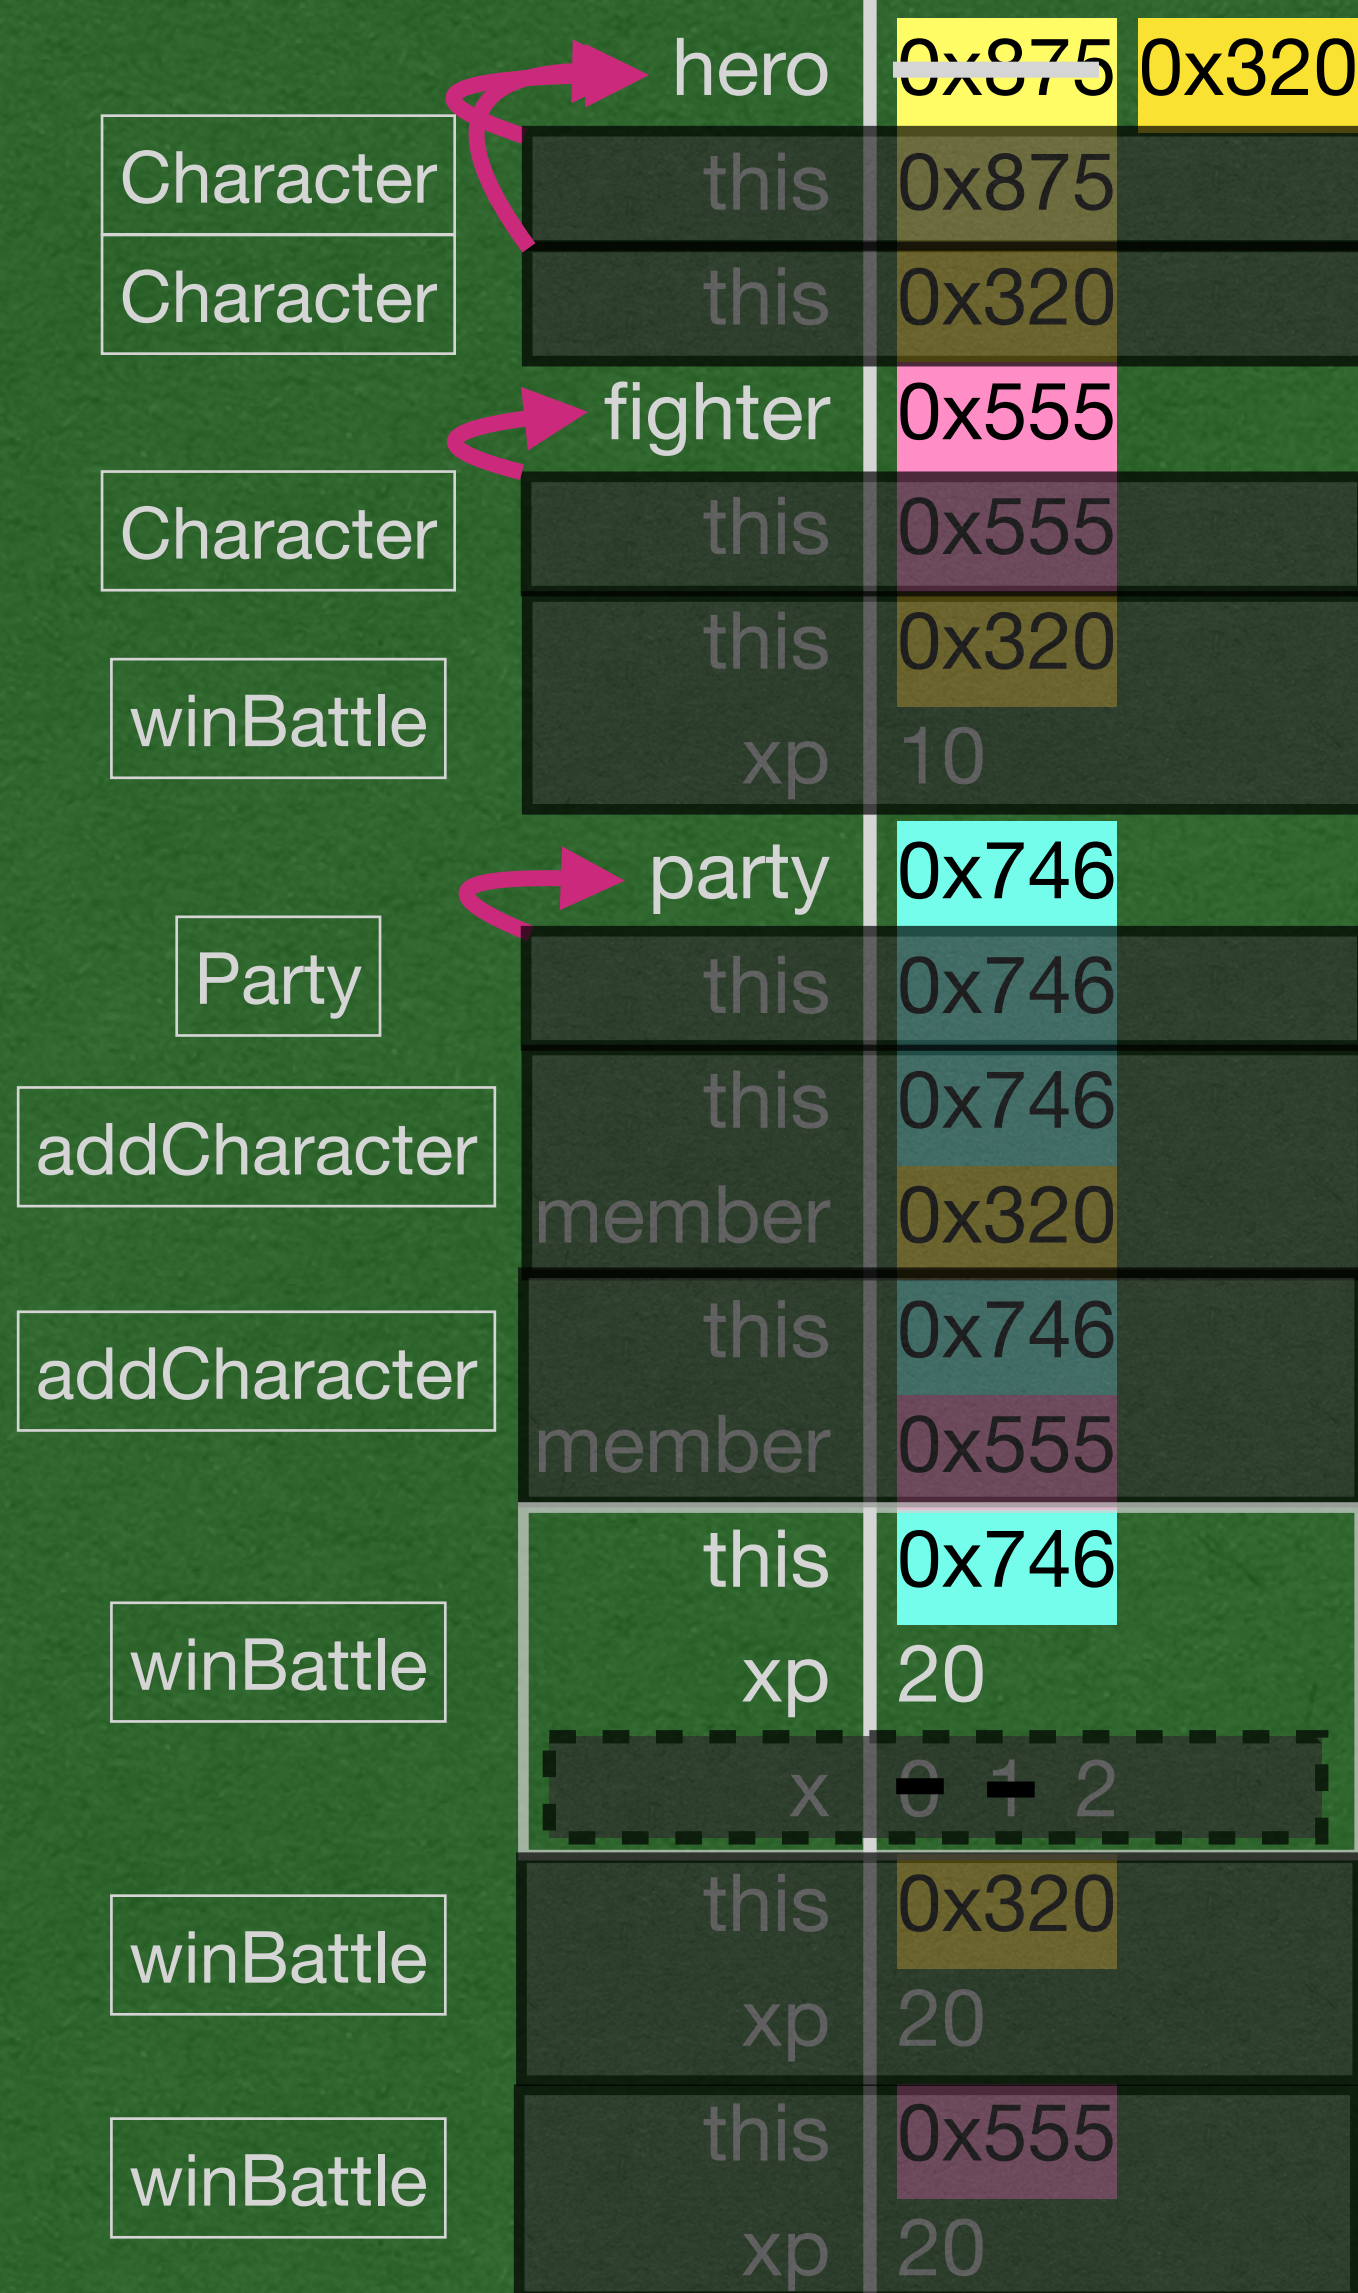 hero 0x875 0x320
Character this 0x875
Character this 0x320
fighter 0x555
Character this 0x555
this 0x320
winBattle
xp 10
party 0x746
Party this 0x746
this 0x746
addCharacter
member 0x320
this 0x746
addCharacter
member 0x555
this 0x746
winBattle
xp 20
x 0 1 2
this 0x320
winBattle
xp 20
this 0x555
winBattle
xp 20